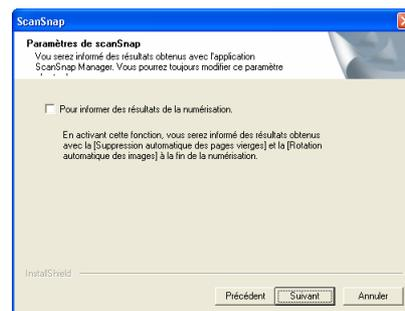 ScanSnap
Paramètres de scanSnap
Vou serez informé des résultats obtenus avec l'application
ScanSnap Manager. Vous pourrez toujours modifier ce paramètre
Pour informer des résultats de la numérisation.
En activant cette fonction, vous serez informé des résultats obtenus
avec la [Suppression automatique des pages vierges] et la [Rotation
automatique des images] à la fin de la numérisation.
InstallShield
Précédent Suivant Annuler